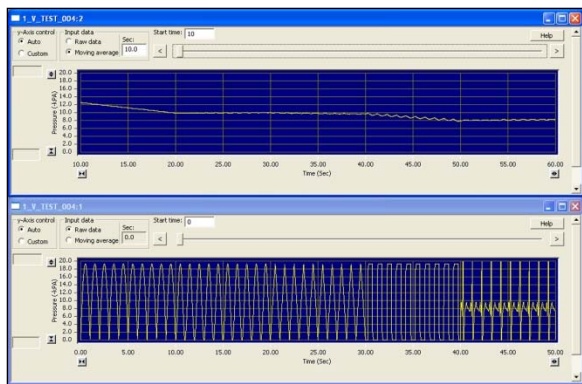 1_V_TEST_004:2
y-Axis control Input data Start time: 10 Help
Auto Raw data Sec:
Custom Moving average 10.0 < >
20.0
18.0
16.0
14.0
12.0
10.0
8.0
6.0
4.0
2.0
0.0
Pressure (-kPA)
10.00 15.00 20.00 25.00 30.00 35.00 40.00 45.00 50.00 55.00 60.00
Time (Sec)
1_V_TEST_004:1
y-Axis control Input data Start time: 0 Help
Auto Raw data Sec:
Custom Moving average 0.0 < >
20.0
18.0
16.0
14.0
12.0
10.0
8.0
6.0
4.0
2.0
0.0
Pressure (-kPA)
0.00 5.00 10.00 15.00 20.00 25.00 30.00 35.00 40.00 45.00 50.00
Time (Sec)